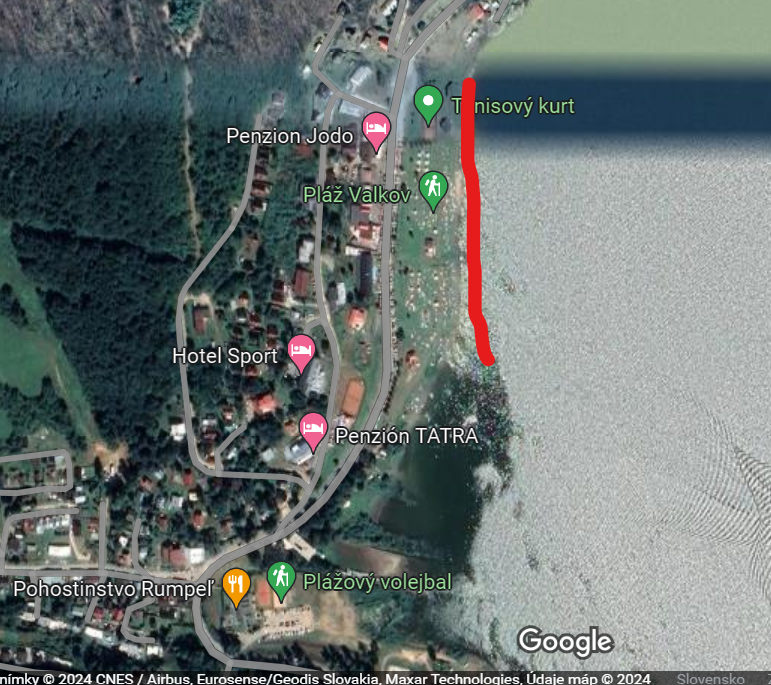 Tenisový kurt
Penzion Jodo
Pláž Valkov
Hotel Sport
Penzión TATRA
Pohostinstvo Rumpeľ
Plážový volejbal
Google
nímky © 2024 CNES / Airbus, Eurosense/Geodis Slovakia, Maxar Technologies, Údaje máp © 2024 Slovensko